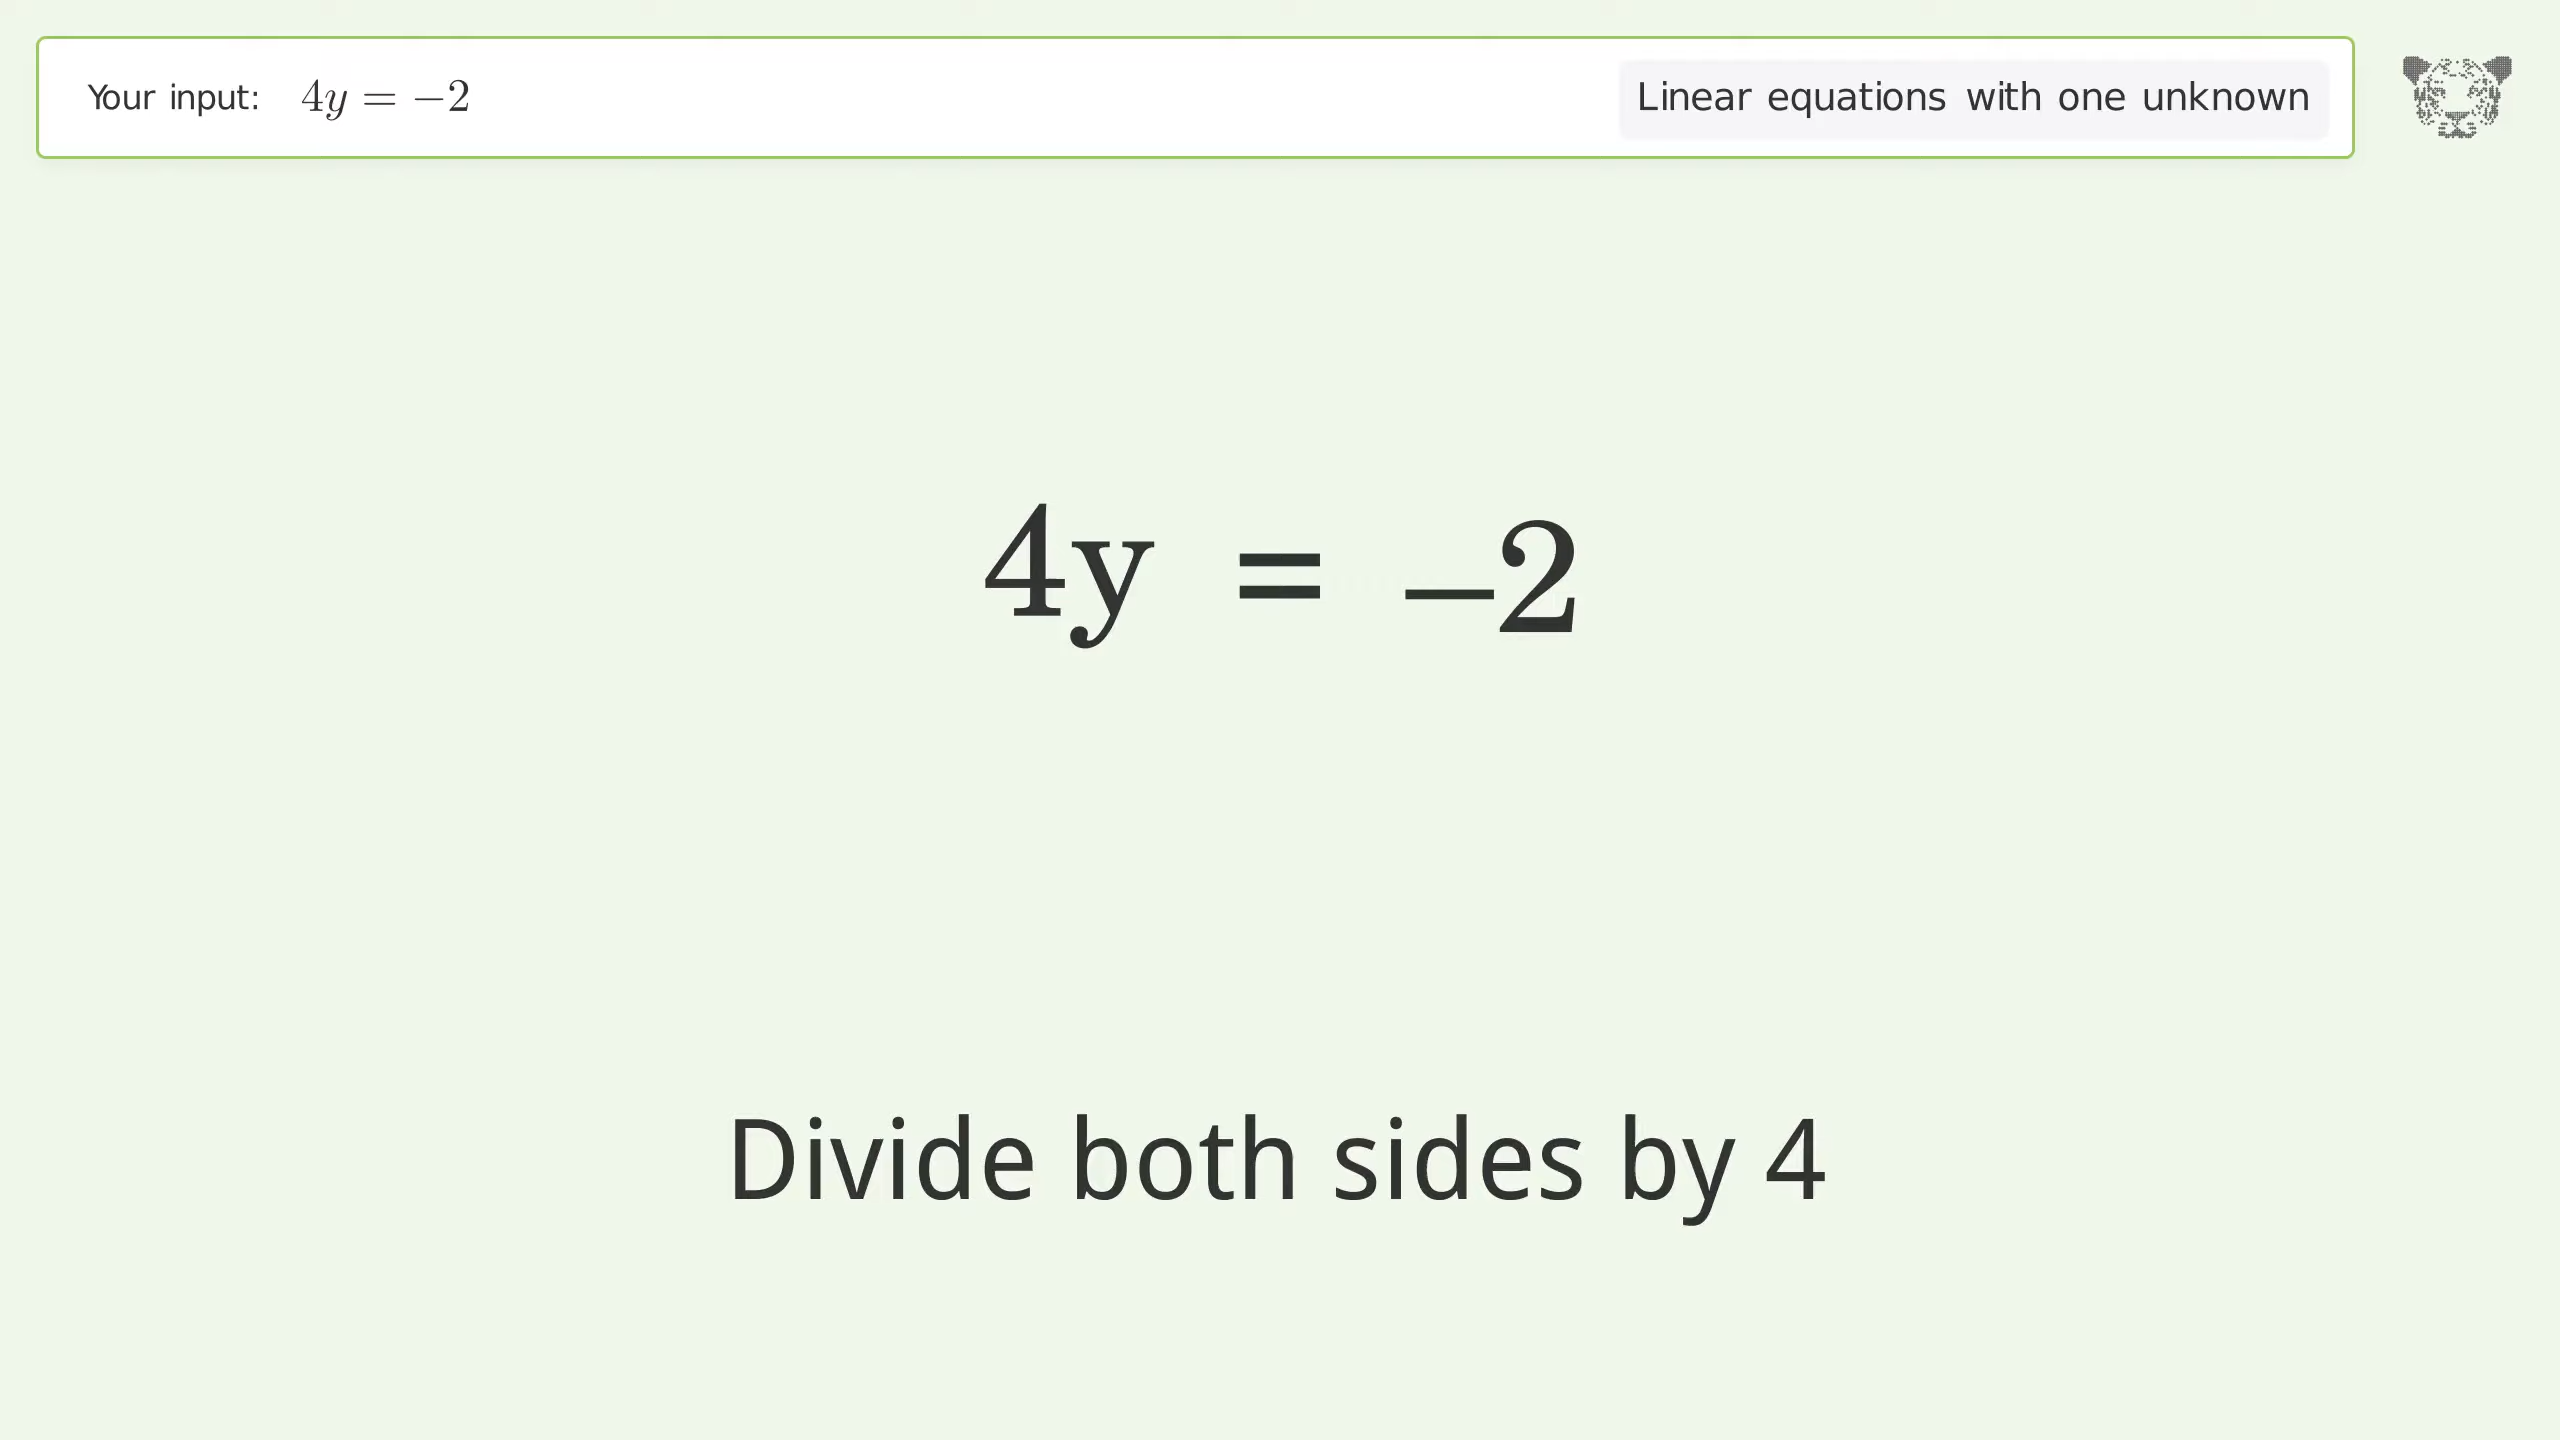 Your input: 4y = −2 Linear equations with one unknown
4y = −2
Divide both sides by 4